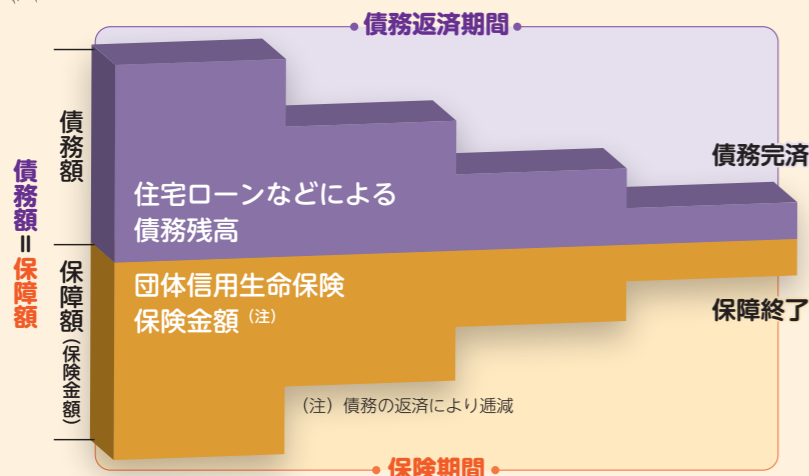 債務返済期間
債務額
債務完済
住宅ローンなどによる
債務残高
債務額=保障額
団体信用生命保険
保険金額(注)
保障額(保険金額)
保障終了
(注)債務の返済により逓減
保険期間